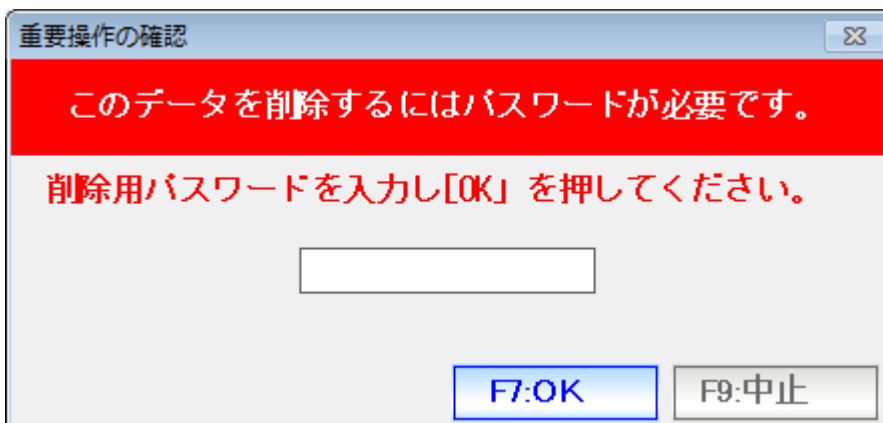 重要操作の確認
このデータを削除するにはパスワードが必要です。
削除用パスワードを入力し[OK」を押してください。
F7:OK
F9:中止